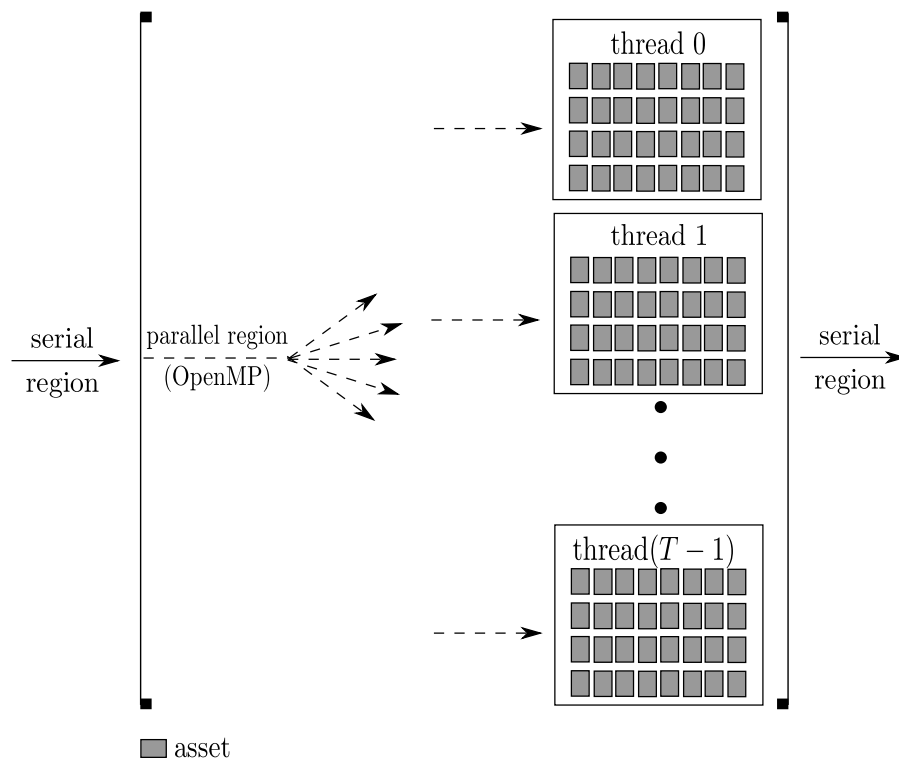 thread 0
thread 1
serial
region
parallel region
(OpenMP)
serial
region
thread(T − 1)
asset